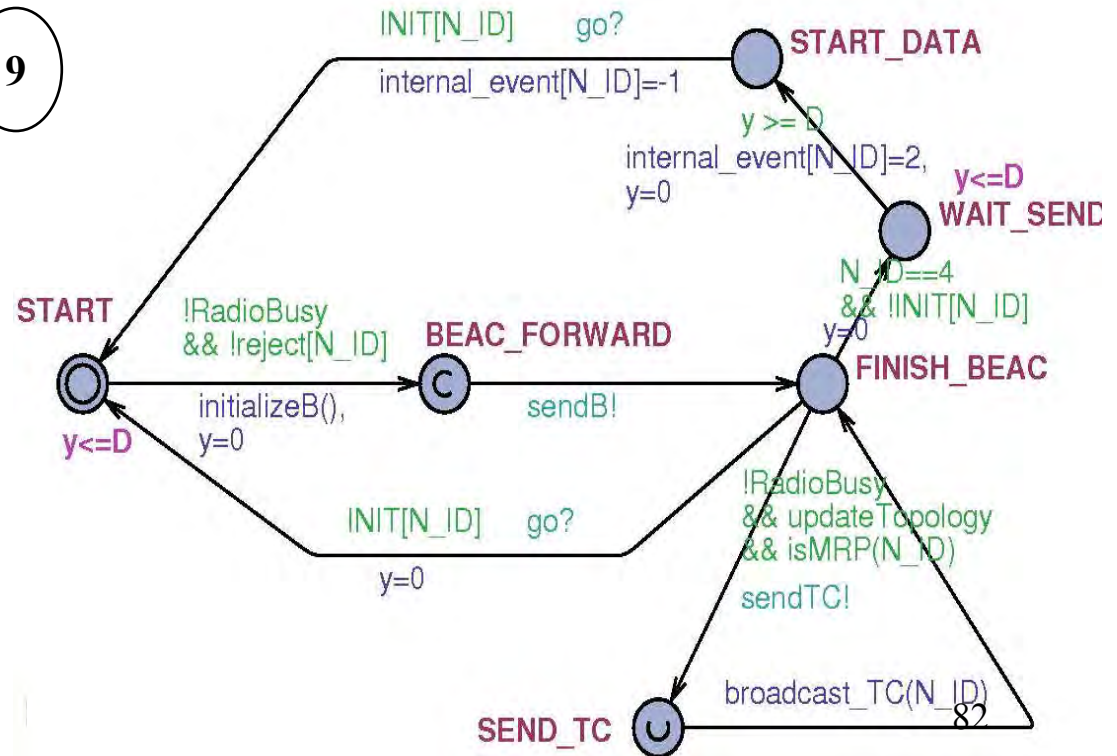 9
INIT[N_ID] go?
internal_event[N_ID]=-1
START_DATA
y >= D
internal_event[N_ID]=2,
y=0
y<=D
WAIT_SEND
N_ID==4
&& !INIT[N_ID]
y=0
START
y<=D
!RadioBusy
&& !reject[N_ID]
initializeB(),
y=0
BEAC_FORWARD
C
sendB!
FINISH_BEAC
INIT[N_ID] go?
y=0
!RadioBusy
&& updateTopology
&& isMRP(N_ID)
sendTC!
SEND_TC
U
broadcast_TC(N_ID)
82